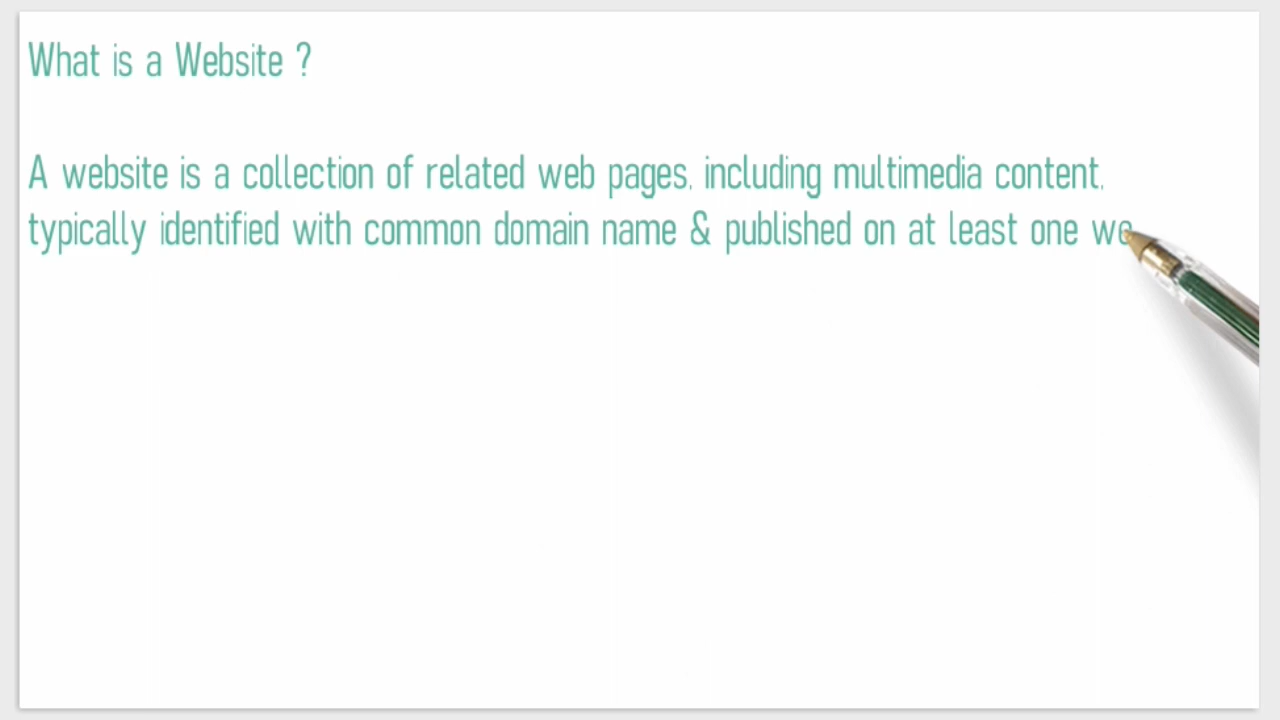 What is a Website ?
A website is a collection of related web pages, including multimedia content,
typically identified with common domain name & published on at least one we